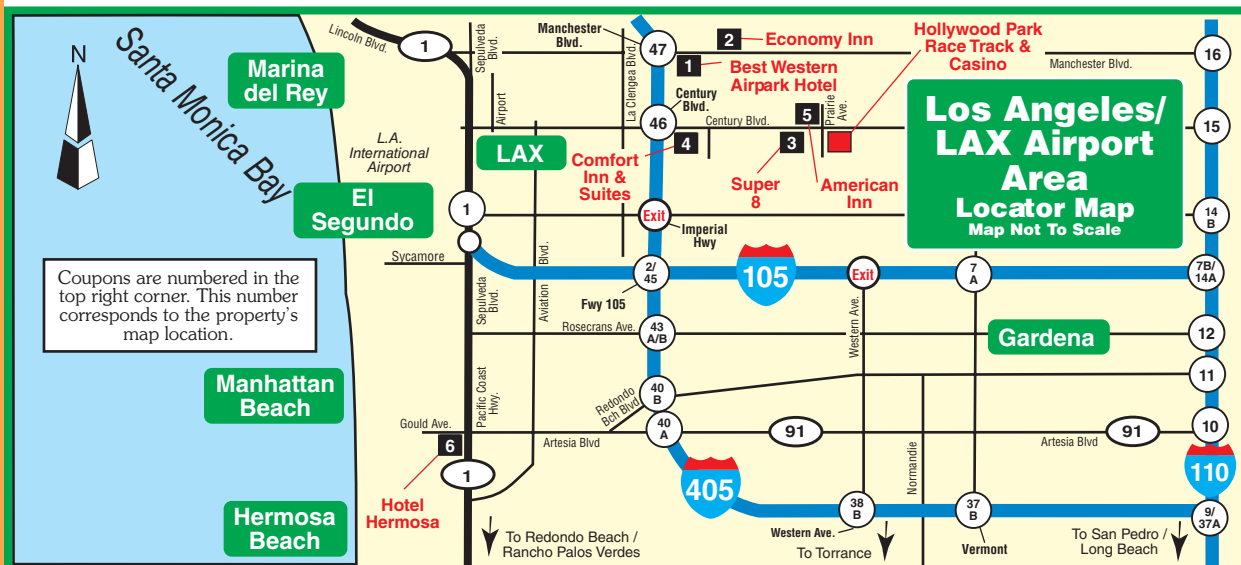 N
Santa Monica Bay
Marina
del Rey
Lincoln Blvd.
1
Sepulveda
Blvd.
Airport
Manchester
Blvd.
La Clengea Blvd.
47
2
Economy Inn
1
Best Western
Airpark Hotel
Hollywood Park
Race Track &
Casino
Manchester Blvd.
16
Century
Blvd.
46
Century Blvd.
5
Prairie
Ave.
15
L.A.
International
Airport
LAX
4
Comfort
Inn &
Suites
3
Super
8
American
Inn
Los Angeles/
LAX Airport
Area
Locator Map
Map Not To Scale
El
Segundo
1
Exit
Imperial
Hwy
14
B
Sycamore
Coupons are numbered in the
top right corner. This number
corresponds to the property's
map location.
Sepulveda
Blvd.
Aviation Blvd.
2/
45
Fwy 105
105
Exit
7
A
7B/
14A
Rosecrans Ave.
43
A/B
Western Ave.
Gardena
12
Manhattan
Beach
Pacific Coast
Hwy.
40
B
Redondo
Bch Blvd
11
Gould Ave.
6
Artesia Blvd
40
A
91
Normandie
91
Artesia Blvd
10
1
Hotel
Hermosa
405
110
Hermosa
Beach
To Redondo Beach /
Rancho Palos Verdes
38
B
Western Ave.
To Torrance
37
B
Vermont
To San Pedro /
Long Beach
9/
37A